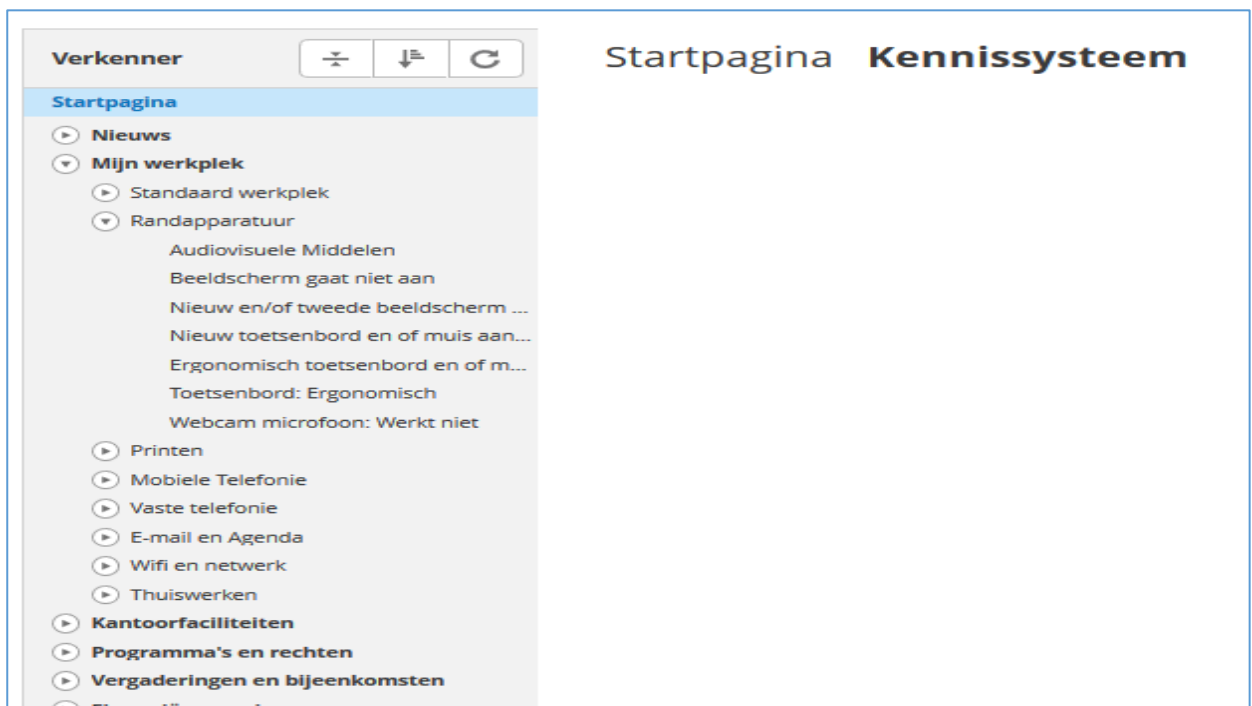 Verkenner
Startpagina Kennissysteem
Startpagina
Nieuws
Mijn werkplek
Standaard werkplek
Randapparatuur
Audiovisuele Middelen
Beeldscherm gaat niet aan
Nieuw en/of tweede beeldscherm ...
Nieuw toetsenbord en of muis aan...
Ergonomisch toetsenbord en of m...
Toetsenbord: Ergonomisch
Webcam microfoon: Werkt niet
Printen
Mobiele Telefonie
Vaste telefonie
E-mail en Agenda
Wifi en netwerk
Thuiswerken
Kantoorfaciliteiten
Programma's en rechten
Vergaderingen en bijeenkomsten